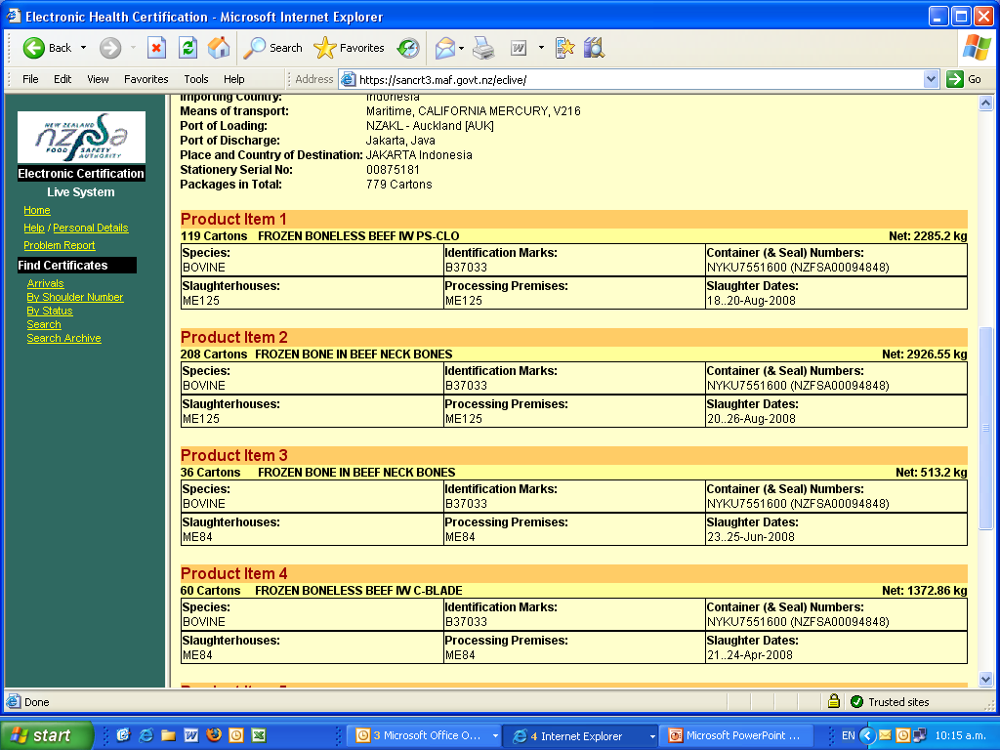 Electronic Health Certification - Microsoft Internet Explorer
Back Search Favorites
File Edit View Favorites Tools Help Address https://sancrt3.maf.govt.nz/eclive/ Go
NEW ZEALAND
nzfsa
FOOD SAFETY
AUTHORITY
Electronic Certification
Live System
Home
Help / Personal Details
Problem Report
Find Certificates
Arrivals
By Shoulder Number
By Status
Search
Search Archive
Importing Country: Indonesia
Means of transport: Maritime, CALIFORNIA MERCURY, V216
Port of Loading: NZAKL - Auckland [AUK]
Port of Discharge: Jakarta, Java
Place and Country of Destination: JAKARTA Indonesia
Stationery Serial No: 00875181
Packages in Total: 779 Cartons
Product Item 1
119 Cartons FROZEN BONELESS BEEF IW PS-CLO Net: 2285.2 kg
Species: Identification Marks: Container (& Seal) Numbers:
BOVINE B37033 NYKU7551600 (NZFSA00094848)
Slaughterhouses: Processing Premises: Slaughter Dates:
ME125 ME125 18..20-Aug-2008
Product Item 2
208 Cartons FROZEN BONE IN BEEF NECK BONES Net: 2926.55 kg
Species: Identification Marks: Container (& Seal) Numbers:
BOVINE B37033 NYKU7551600 (NZFSA00094848)
Slaughterhouses: Processing Premises: Slaughter Dates:
ME125 ME125 20..26-Aug-2008
Product Item 3
36 Cartons FROZEN BONE IN BEEF NECK BONES Net: 513.2 kg
Species: Identification Marks: Container (& Seal) Numbers:
BOVINE B37033 NYKU7551600 (NZFSA00094848)
Slaughterhouses: Processing Premises: Slaughter Dates:
ME84 ME84 23..25-Jun-2008
Product Item 4
60 Cartons FROZEN BONELESS BEEF IW C-BLADE Net: 1372.86 kg
Species: Identification Marks: Container (& Seal) Numbers:
BOVINE B37033 NYKU7551600 (NZFSA00094848)
Slaughterhouses: Processing Premises: Slaughter Dates:
ME84 ME84 21..24-Apr-2008
Done Trusted sites
start 3 Microsoft Office O... 4 Internet Explorer Microsoft PowerPoint ... EN 10:15 a.m.